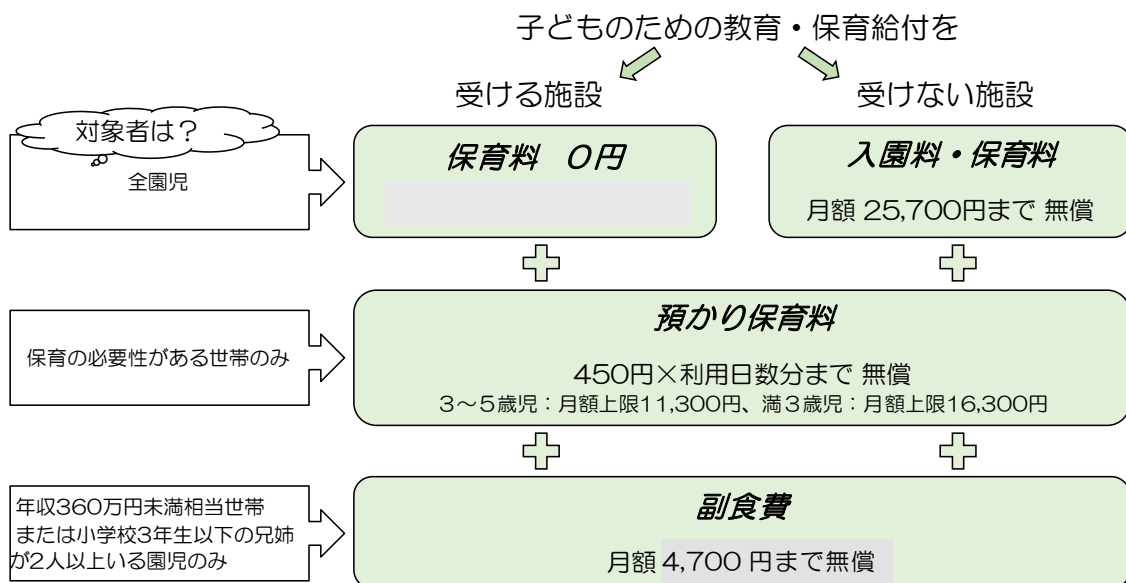 子どものための教育・保育給付を
受ける施設
受けない施設
対象者は?
全園児
保育料 0円
入園料・保育料
月額 25,700円まで 無償
保育の必要性がある世帯のみ
預かり保育料
450円×利用日数分まで 無償
3~5歳児:月額上限11,300円、満3歳児:月額上限16,300円
年収360万円未満相当世帯
または小学校3年生以下の兄姉
が2人以上いる園児のみ
副食費
月額 4,700 円まで無償